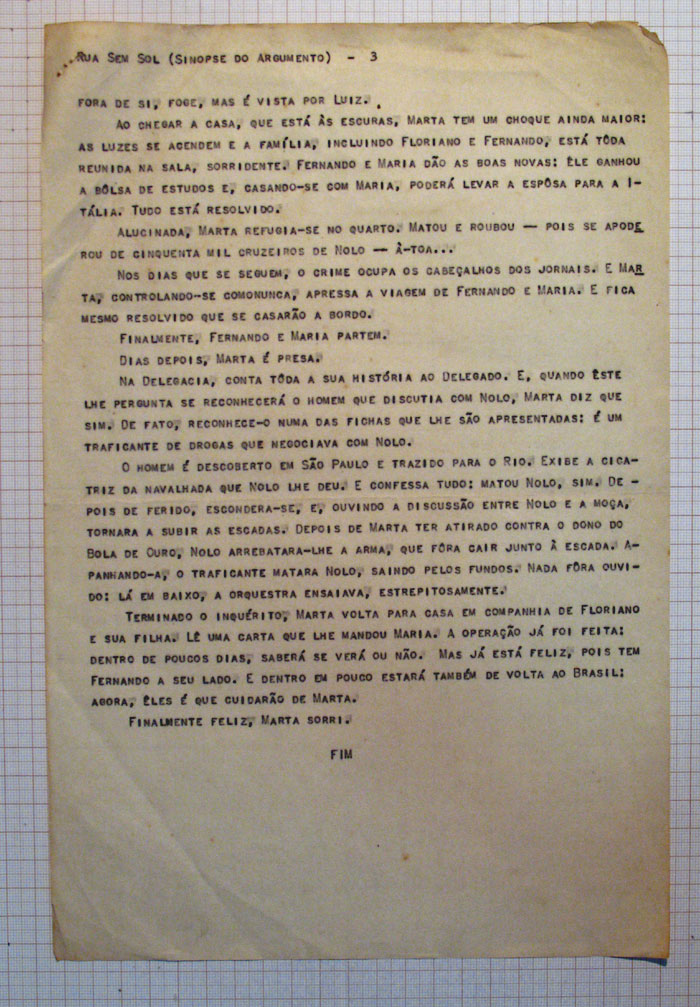 RUA SEM SOL (SINOPSE DO ARGUMENTO) - 3
FORA DE SI, FOGE, MAS É VISTA POR LUIZ.
AO CHEGAR A CASA, QUE ESTÁ ÀS ESCURAS, MARTA TEM UM CHOQUE AINDA MAIOR:
AS LUZES SE ACENDEM E A FAMÍLIA, INCLUINDO FLORIANO E FERNANDO, ESTÁ TÔDA
REUNIDA NA SALA, SORRIDENTE. FERNANDO E MARIA DÃO AS BOAS NOVAS: ÊLE GANHOU
A BÔLSA DE ESTUDOS E, CASANDO-SE COM MARIA, PODERÁ LEVAR A ESPÔSA PARA A I-
TÁLIA. TUDO ESTÁ RESOLVIDO.
ALUCINADA, MARTA REFUGIA-SE NO QUARTO. MATOU E ROUBOU — POIS SE APODE
ROU DE CINQUENTA MIL CRUZEIROS DE NOLO — À-TOA...
NOS DIAS QUE SE SEGUEM, O CRIME OCUPA OS CABEÇALHOS DOS JORNAIS. E MAR
TA, CONTROLANDO-SE COMONUNCA, APRESSA A VIAGEM DE FERNANDO E MARIA. E FICA
MESMO RESOLVIDO QUE SE CASARÃO A BORDO.
FINALMENTE, FERNANDO E MARIA PARTEM.
DIAS DEPOIS, MARTA É PRESA.
NA DELEGACIA, CONTA TÔDA A SUA HISTÓRIA AO DELEGADO. E, QUANDO ÊSTE
LHE PERGUNTA SE RECONHECERÁ O HOMEM QUE DISCUTIA COM NOLO, MARTA DIZ QUE
SIM. DE FATO, RECONHECE-O NUMA DAS FICHAS QUE LHE SÃO APRESENTADAS: É UM
TRAFICANTE DE DROGAS QUE NEGOCIAVA COM NOLO.
O HOMEM É DESCOBERTO EM SÃO PAULO E TRAZIDO PARA O RIO. EXIBE A CICA-
TRIZ DA NAVALHADA QUE NOLO LHE DEU. E CONFESSA TUDO: MATOU NOLO, SIM. DE-
POIS DE FERIDO, ESCONDERA-SE, E, OUVINDO A DISCUSSÃO ENTRE NOLO E A MOÇA,
TORNARA A SUBIR AS ESCADAS. DEPOIS DE MARTA TER ATIRADO CONTRA O DONO DO
BOLA DE OURO, NOLO ARREBATARA-LHE A ARMA, QUE FÔRA CAIR JUNTO À ESCADA. A-
PANHANDO-A, O TRAFICANTE MATARA NOLO, SAINDO PELOS FUNDOS. NADA FÔRA OUVI-
DO: LÁ EM BAIXO, A ORQUESTRA ENSAIAVA, ESTREPITOSAMENTE.
TERMINADO O INQUÉRITO, MARTA VOLTA PARA CASA EM COMPANHIA DE FLORIANO
E SUA FILHA. LÊ UMA CARTA QUE LHE MANDOU MARIA. A OPERAÇÃO JÁ FOI FEITA:
DENTRO DE POUCOS DIAS, SABERÁ SE VERÁ OU NÃO. MAS JÁ ESTÁ FELIZ, POIS TEM
FERNANDO A SEU LADO. E DENTRO EM POUCO ESTARÁ TAMBÉM DE VOLTA AO BRASIL:
AGORA, ÊLES É QUE CUIDARÃO DE MARTA.
FINALMENTE FELIZ, MARTA SORRI.
FIM